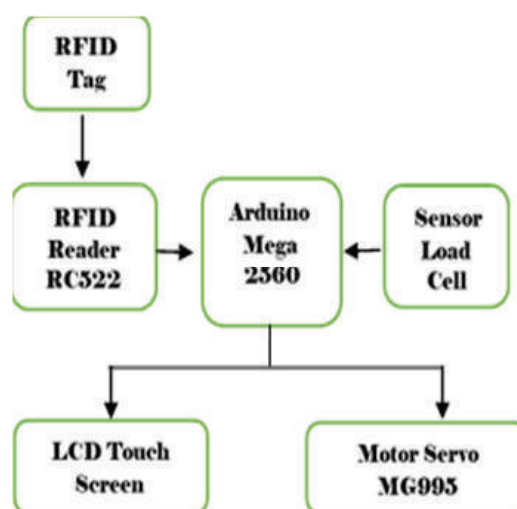 RFID
Tag
RFID
Reader
RC522
Arduino
Mega
2560
Sensor
Load
Cell
LCD Touch
Screen
Motor Servo
MG995